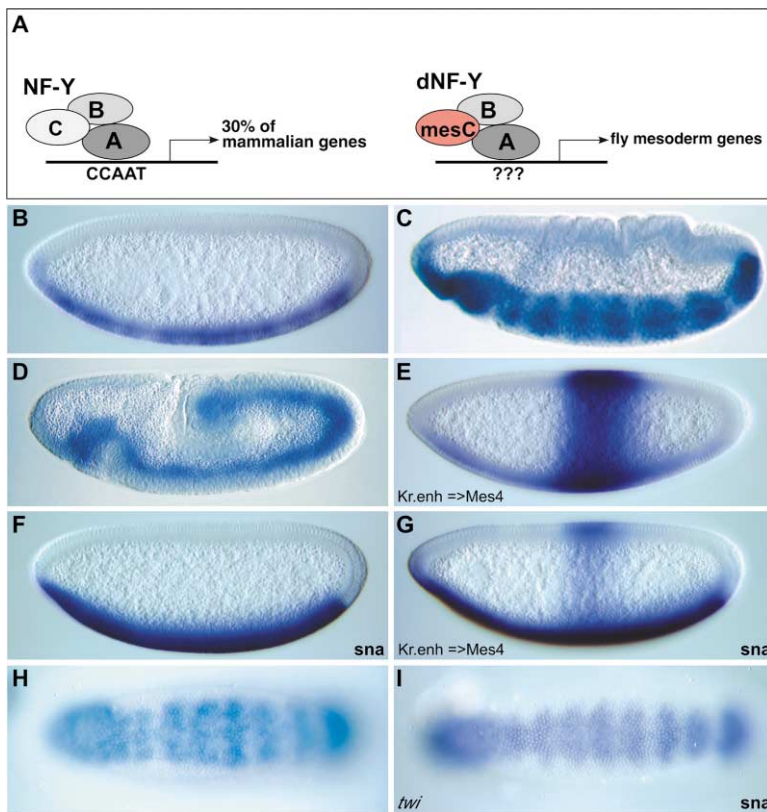 A
NF-Y
B
C
A
CCAAT
30% of
mammalian genes
dNF-Y
B
mesC
A
???
fly mesoderm genes
B
C
D
E
Kr.enh =>Mes4
F
sna
G
Kr.enh =>Mes4
sna
H
I
twi
sna